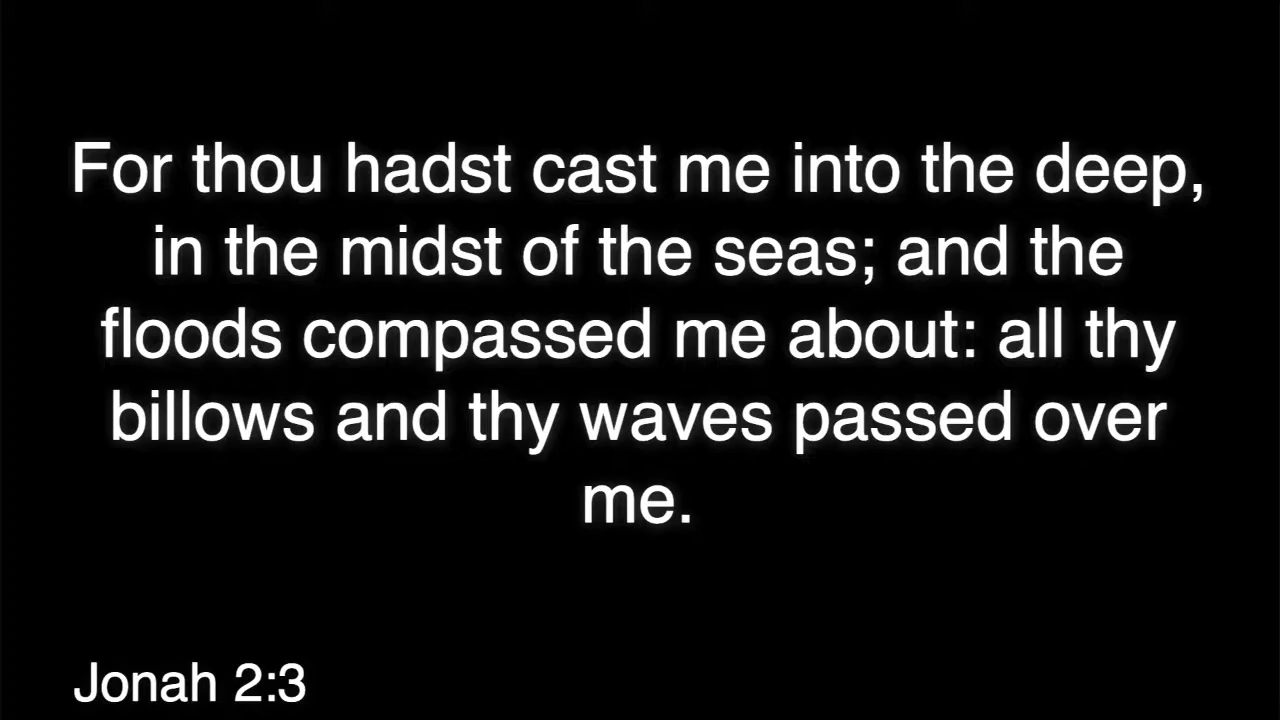 For thou hadst cast me into the deep,
in the midst of the seas; and the
floods compassed me about: all thy
billows and thy waves passed over
me.
Jonah 2:3